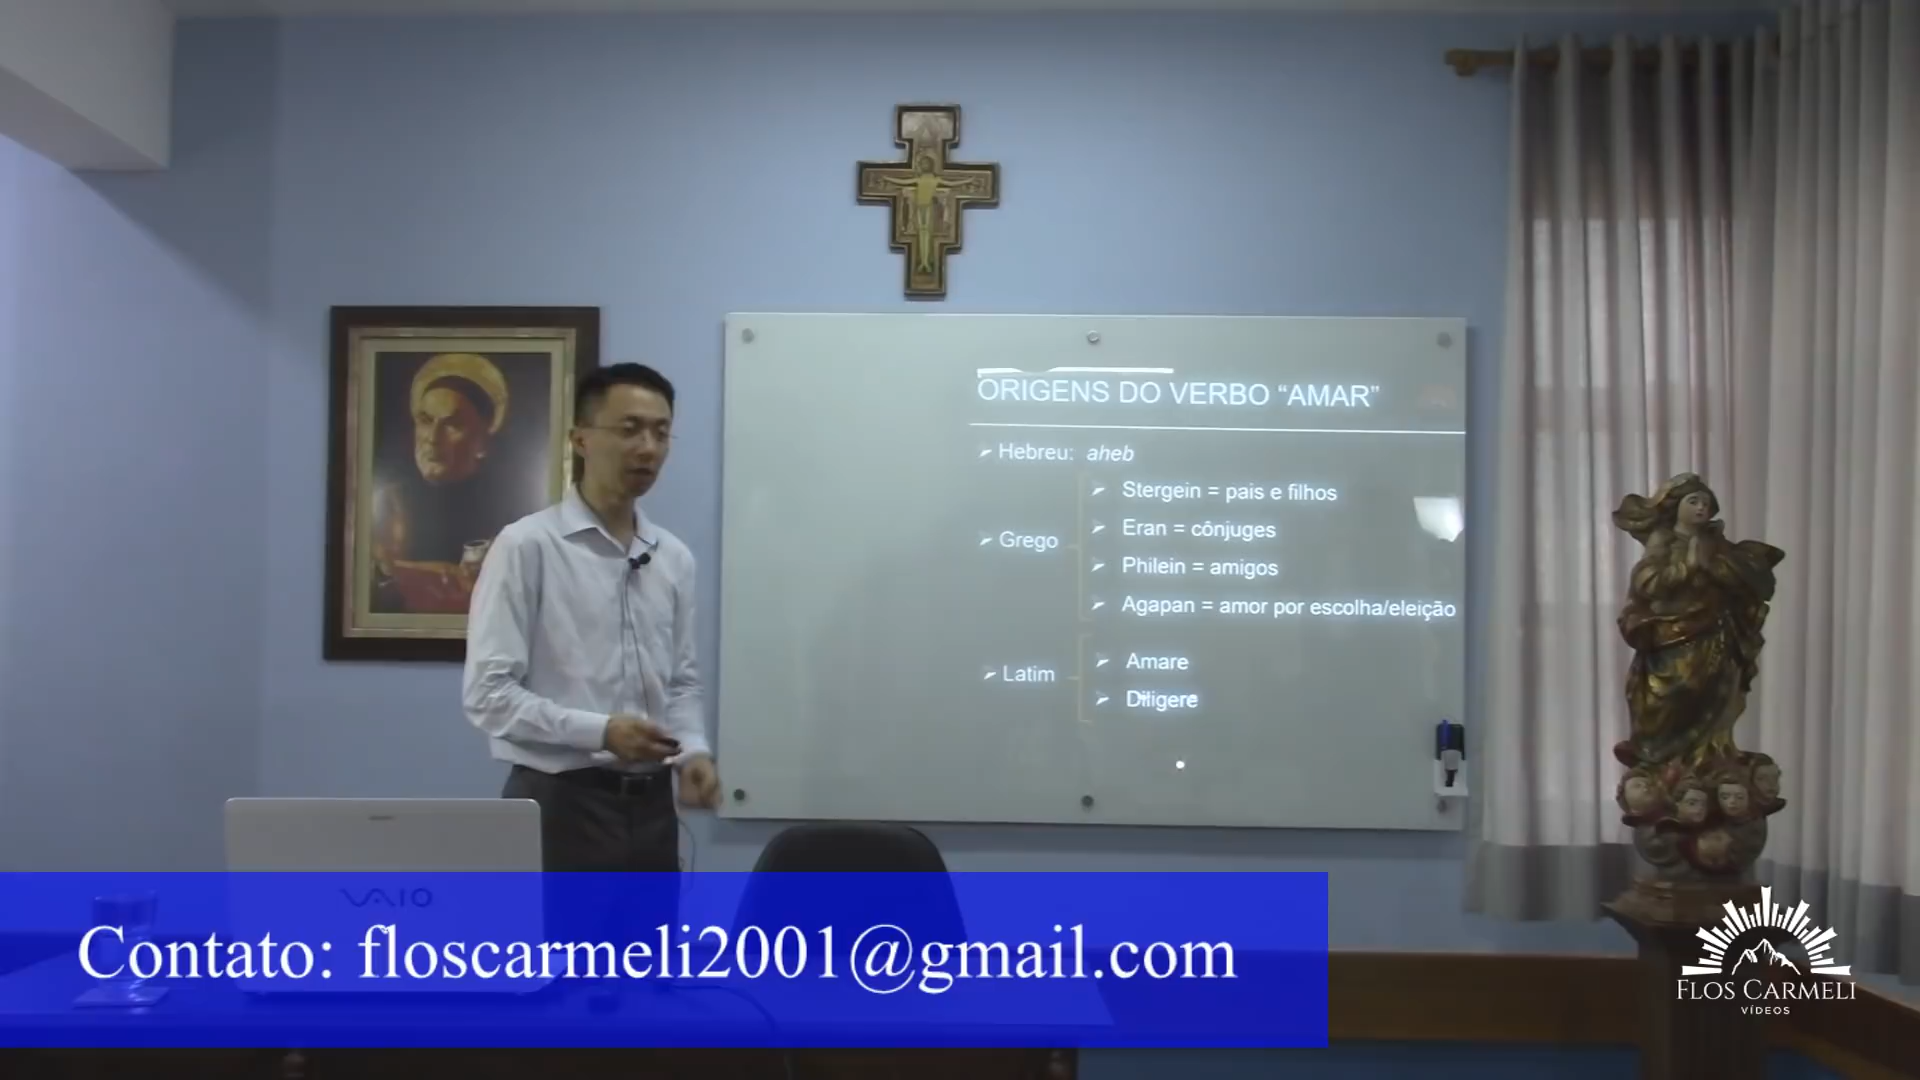 ORIGENS DO VERBO “AMAR”
➢ Hebreu: aheb
➢ Grego
➢ Stergein = pais e filhos
➢ Eran = cônjuges
➢ Philein = amigos
➢ Agapan = amor por escolha/eleição
➢ Latim
➢ Amare
➢ Diligere
VAIO
Contato: floscarmeli2001@gmail.com
FLOS CARMELI
VÍDEOS